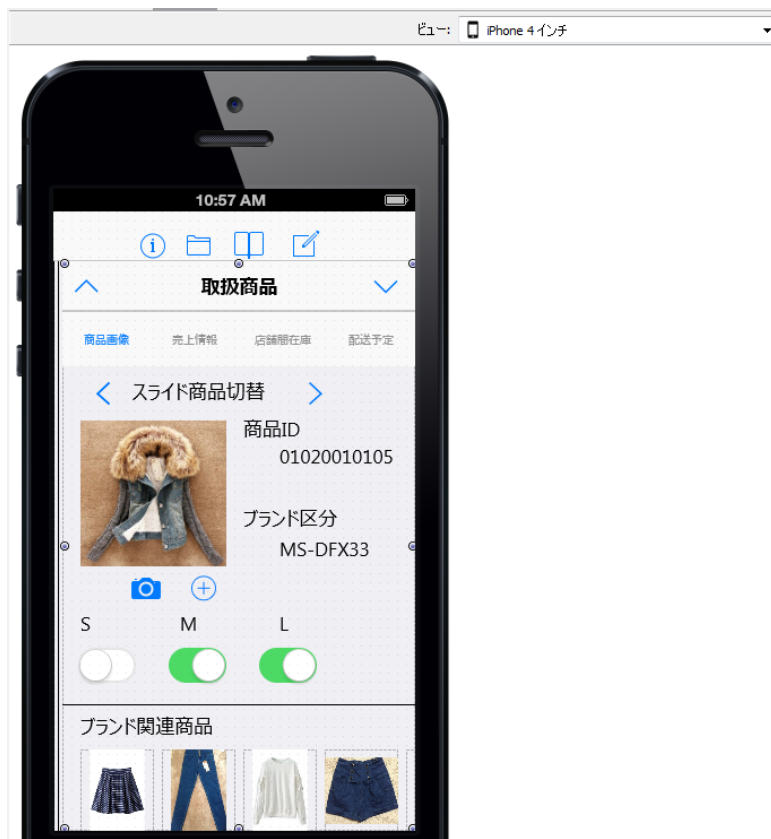 ビュー: iPhone 4 インチ
10:57 AM
取扱商品
商品画像 売上情報 店舗間在庫 配送予定
スライド商品切替
商品ID
01020010105
ブランド区分
MS-DFX33
S M L
ブランド関連商品